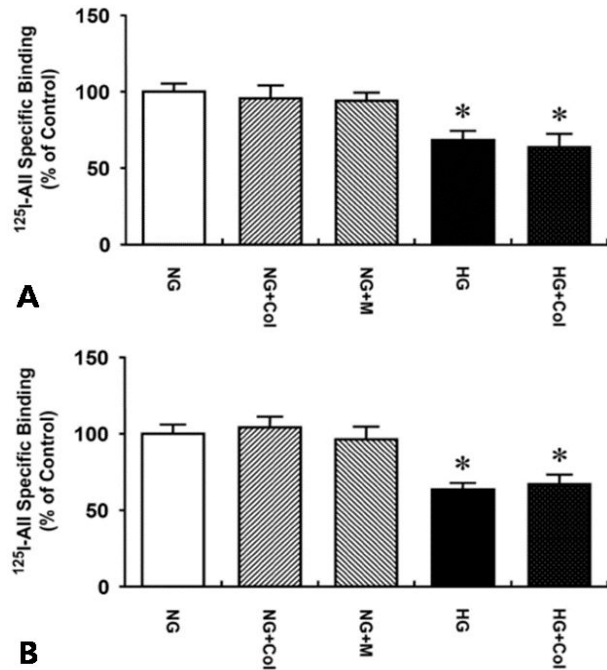 150
100
50
0
125I-AII Specific Binding
(% of Control)
* *
NG
NG+Col
NG+M
HG
HG+Col
A
150
100
50
0
125I-AII Specific Binding
(% of Control)
* *
NG
NG+Col
NG+M
HG
HG+Col
B